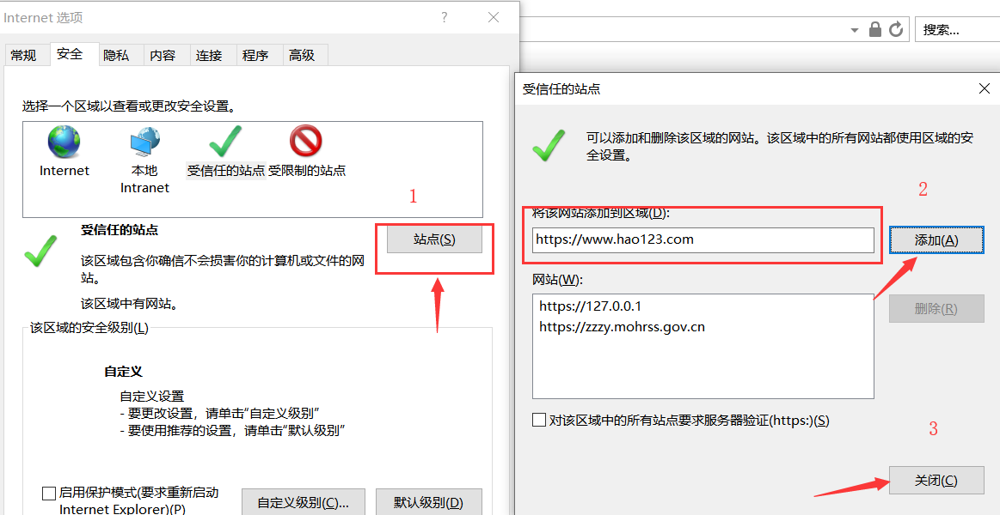 Internet 选项
?
常规 安全 隐私 内容 连接 程序 高级
选择一个区域以查看或更改安全设置。
Internet
本地
Intranet
受信任的站点
受限制的站点
1
受信任的站点
站点(S)
该区域包含你确信不会损害你的计算机或文件的网
站。
该区域中有网站。
该区域的安全级别(L)
自定义
自定义设置
- 要更改设置，请单击“自定义级别”
- 要使用推荐的设置，请单击“默认级别”
启用保护模式(要求重新启动
Internet Explorer)(P)
自定义级别(C)...
默认级别(D)
搜索...
受信任的站点
可以添加和删除该区域的网站。该区域中的所有网站都使用区域的安
全设置。
2
将该网站添加到区域(D):
https://www.hao123.com
添加(A)
网站(W):
https://127.0.0.1
https://zzzy.mohrss.gov.cn
删除(R)
对该区域中的所有站点要求服务器验证(https:)(S)
3
关闭(C)